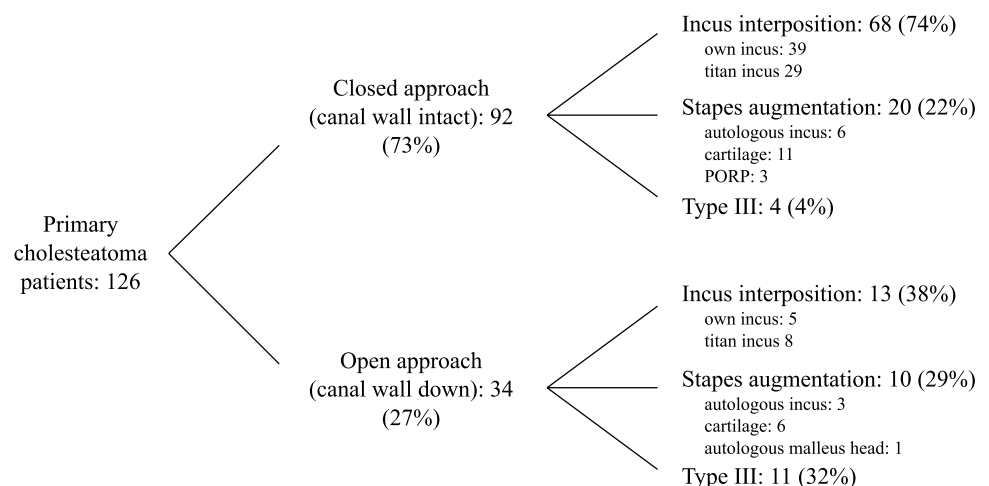 Primary
cholesteatoma
patients: 126
Closed approach
(canal wall intact): 92
(73%)
Incus interposition: 68 (74%)
own incus: 39
titan incus 29
Stapes augmentation: 20 (22%)
autologous incus: 6
cartilage: 11
PORP: 3
Type III: 4 (4%)
Open approach
(canal wall down): 34
(27%)
Incus interposition: 13 (38%)
own incus: 5
titan incus 8
Stapes augmentation: 10 (29%)
autologous incus: 3
cartilage: 6
autologous malleus head: 1
Type III: 11 (32%)